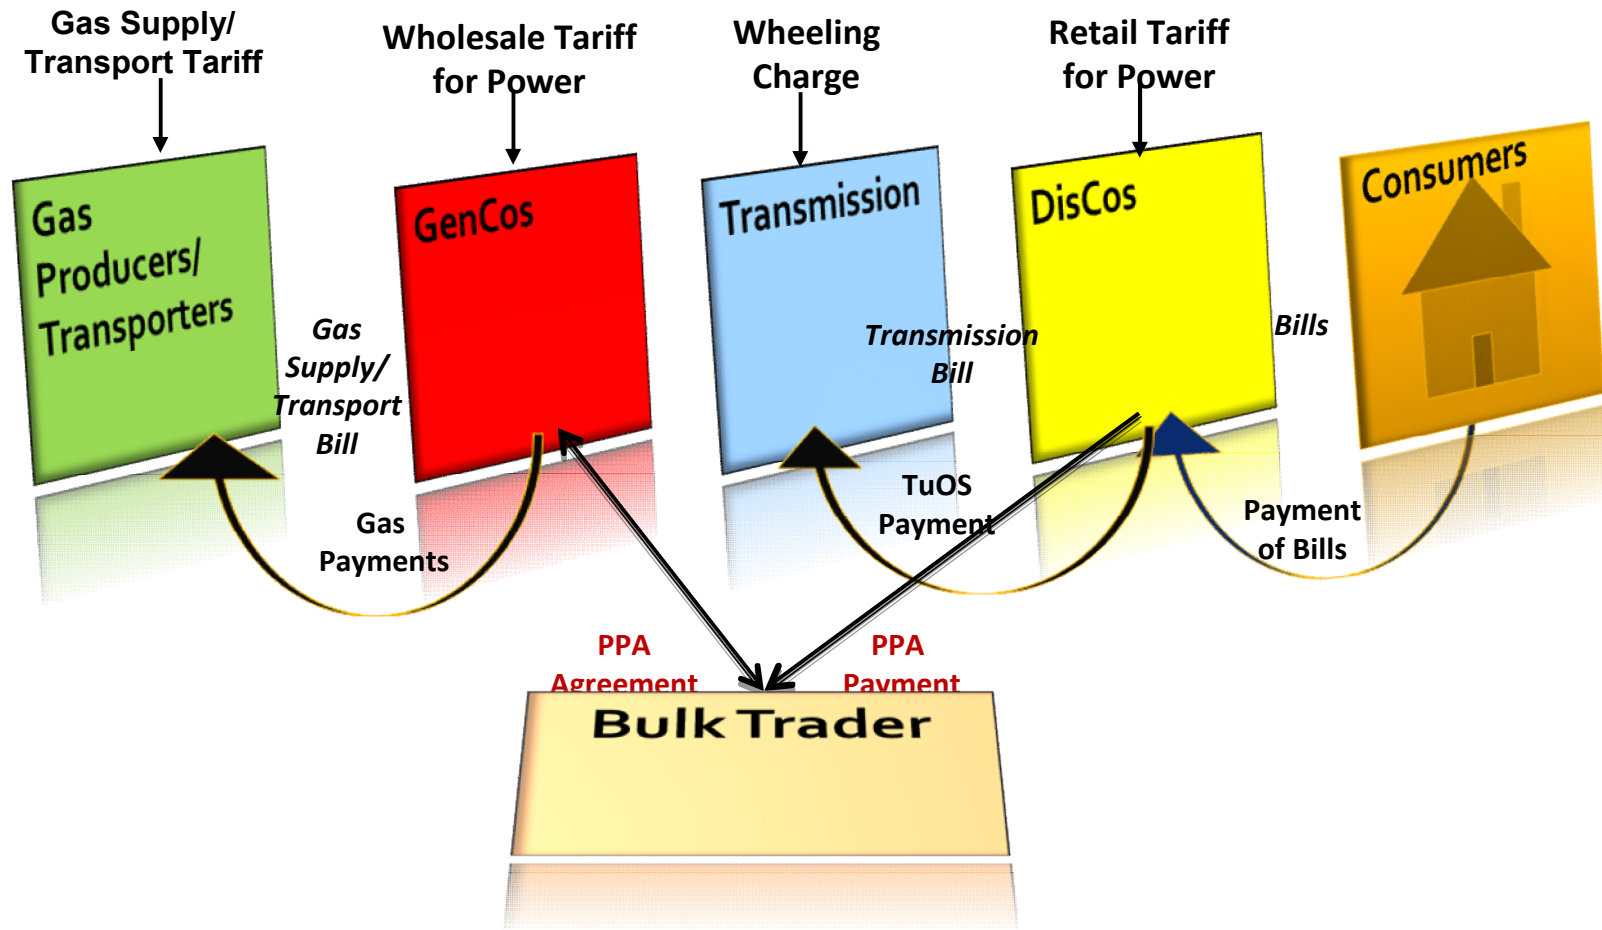 Gas Supply/
Transport Tariff
Wholesale Tariff
for Power
Wheeling
Charge
Retail Tariff
for Power
Gas
Producers/
Transporters
GenCos
Transmission
DisCos
Consumers
Gas
Supply/
Transport
Bill
Transmission
Bill
Bills
Gas
Payments
TuOS
Payment
Payment
of Bills
PPA
Agreement
PPA
Payment
Bulk Trader